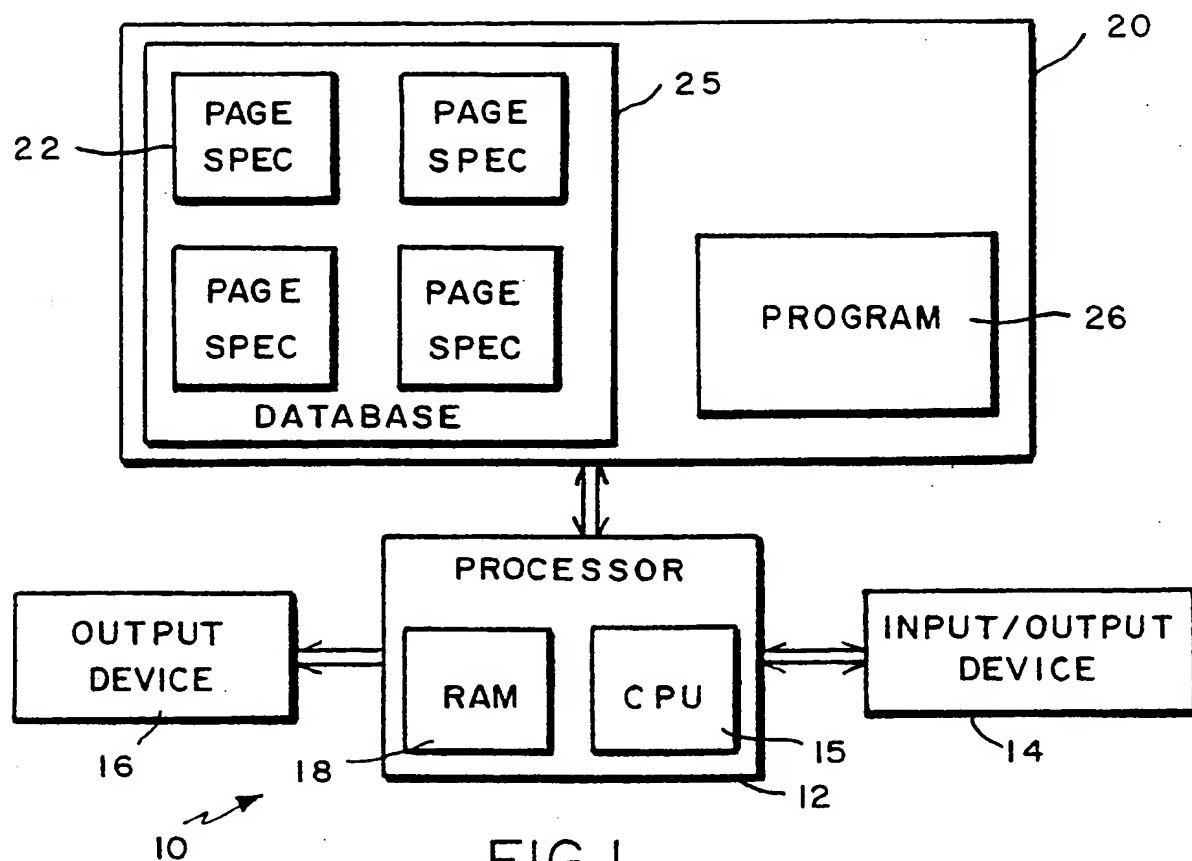 20
25
PAGE SPEC
PAGE SPEC
22
PAGE SPEC
PAGE SPEC
PROGRAM
26
DATABASE
PROCESSOR
OUTPUT DEVICE
RAM
CPU
INPUT/OUTPUT DEVICE
16
18
15
14
12
10
FIG.1